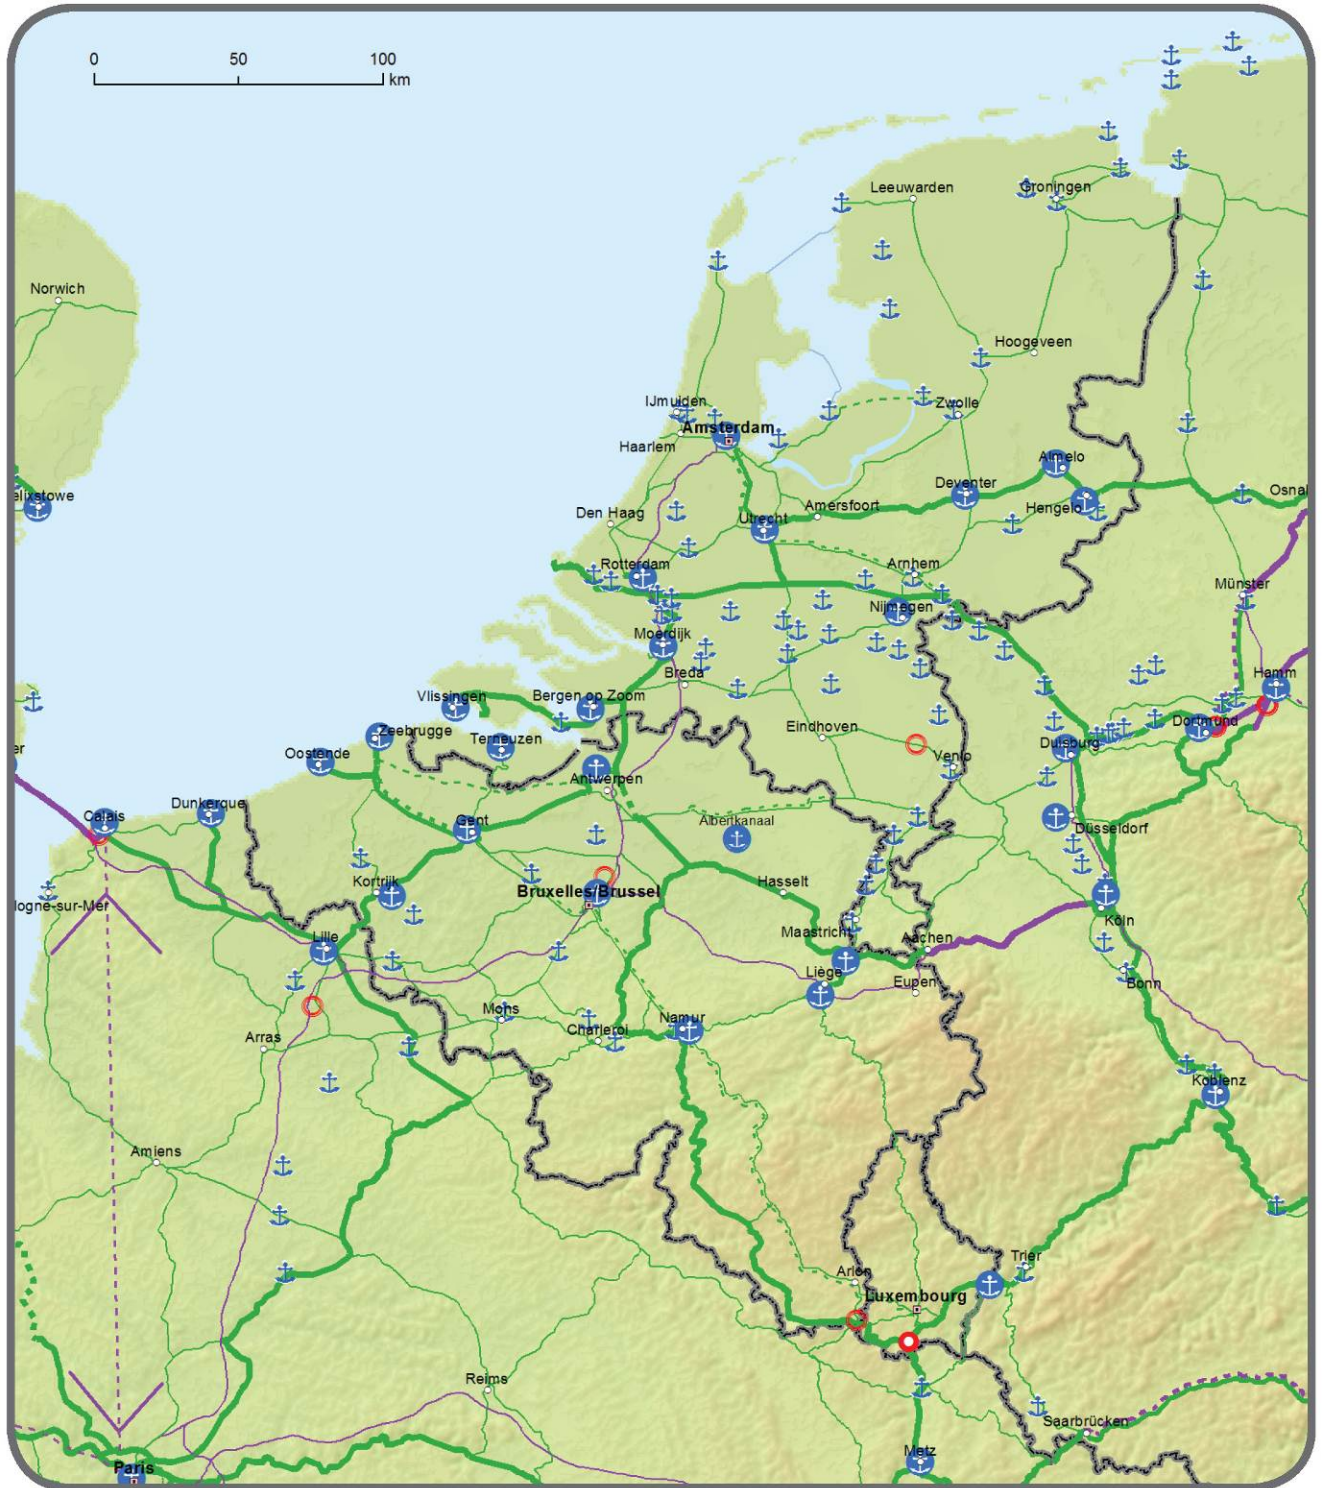 0 50 100
km
Leeuwarden
Groningen
Norwich
Hoogeveen
IJmuiden
Zwolle
Amsterdam
Haarlem
Almelo
Deventer
elixstowe
Osnal
Amersfoort
Hengelo
Den Haag
Utrecht
Rotterdam
Arnhem
Münster
Nijmegen
Moerdijk
Breda
Hamm
Vlissingen
Bergen op Zoom
Dortmund
Eindhoven
Zeebrugge
Terneuzen
Duisburg
er
Oostende
Venlo
Antwerpen
Dunkerque
Calais
Gent
Albertkanaal
Düsseldorf
Kortrijk
Hasselt
Bruxelles/Brussel
logne-sur-Mer
Köln
Maastricht
Lille
Aachen
Liège
Eupen
Bonn
Mons
Namur
Charleroi
Arras
Koblenz
Amiens
Trier
Arlon
Luxembourg
Reims
Saarbrücken
Metz
Paris